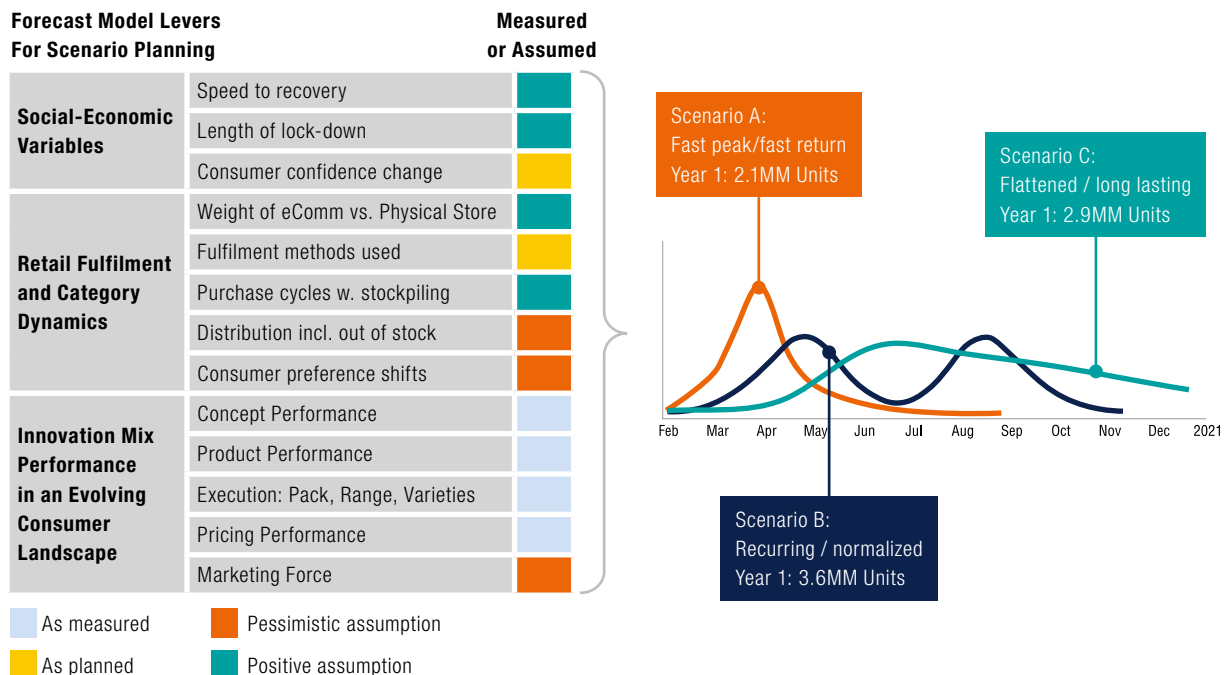 Forecast Model Levers
For Scenario Planning
Measured
or Assumed
Social-Economic
Variables
Speed to recovery
Length of lock-down
Consumer confidence change
Retail Fulfilment
and Category
Dynamics
Weight of eComm vs. Physical Store
Fulfilment methods used
Purchase cycles w. stockpiling
Distribution incl. out of stock
Consumer preference shifts
Innovation Mix
Performance
in an Evolving
Consumer
Landscape
Concept Performance
Product Performance
Execution: Pack, Range, Varieties
Pricing Performance
Marketing Force
As measured
Pessimistic assumption
As planned
Positive assumption
Scenario A:
Fast peak/fast return
Year 1: 2.1MM Units
Scenario C:
Flattened / long lasting
Year 1: 2.9MM Units
Feb Mar Apr May Jun Jul Aug Sep Oct Nov Dec 2021
Scenario B:
Recurring / normalized
Year 1: 3.6MM Units